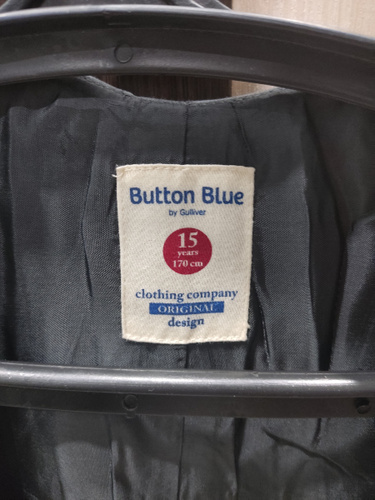 Button Blue
by Gulliver
15
years
170 cm
clothing company
ORIGINAL
design